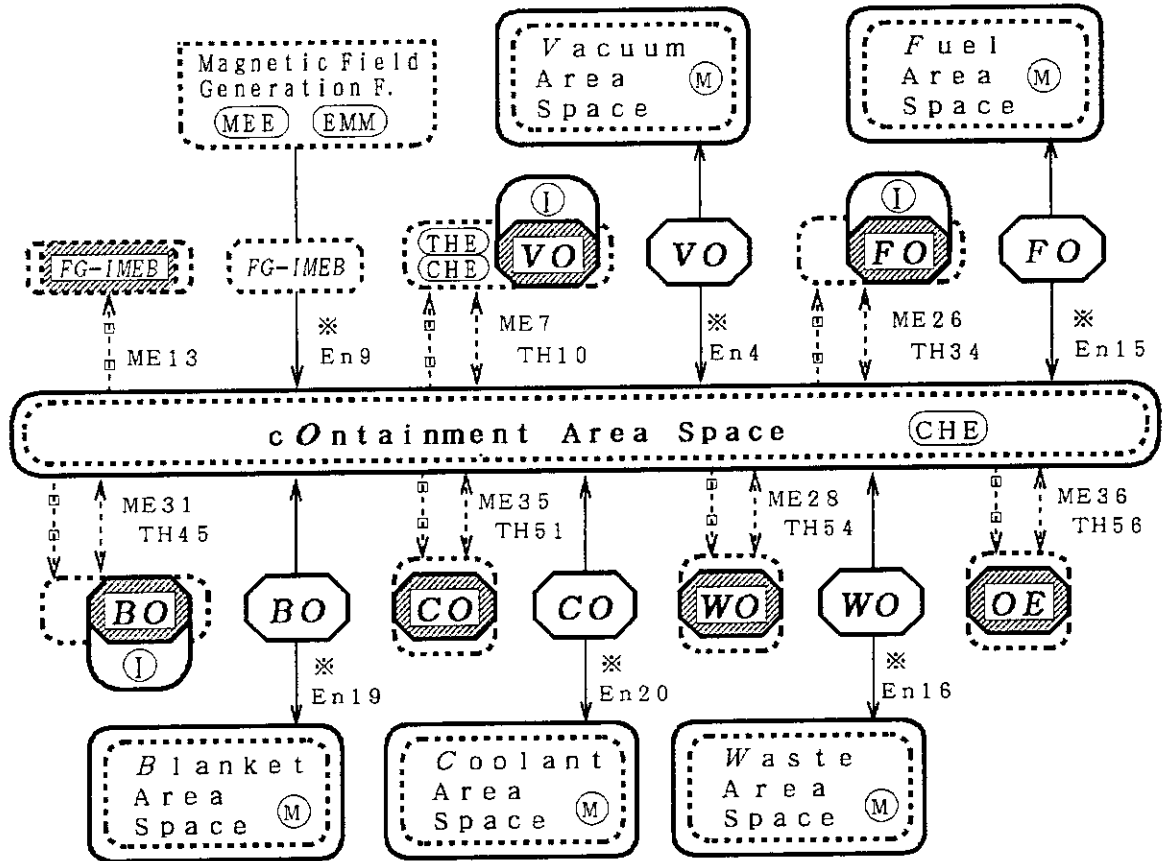 Magnetic Field
Generation F.
MEE EMM
Vacuum
Area
Space
M
Fuel
Area
Space
M
FG-IMEB
FG-IMEB
THE
CHE
I
VO
VO
I
FO
FO
ME13
※
En9
ME7
TH10
※
En4
ME26
TH34
※
En15
cOntainment Area Space
CHE
ME31
TH45
ME35
TH51
ME28
TH54
ME36
TH56
BO
I
BO
CO
CO
WO
WO
OE
※
En19
※
En20
※
En16
Blanket
Area
Space
M
Coolant
Area
Space
M
Waste
Area
Space
M